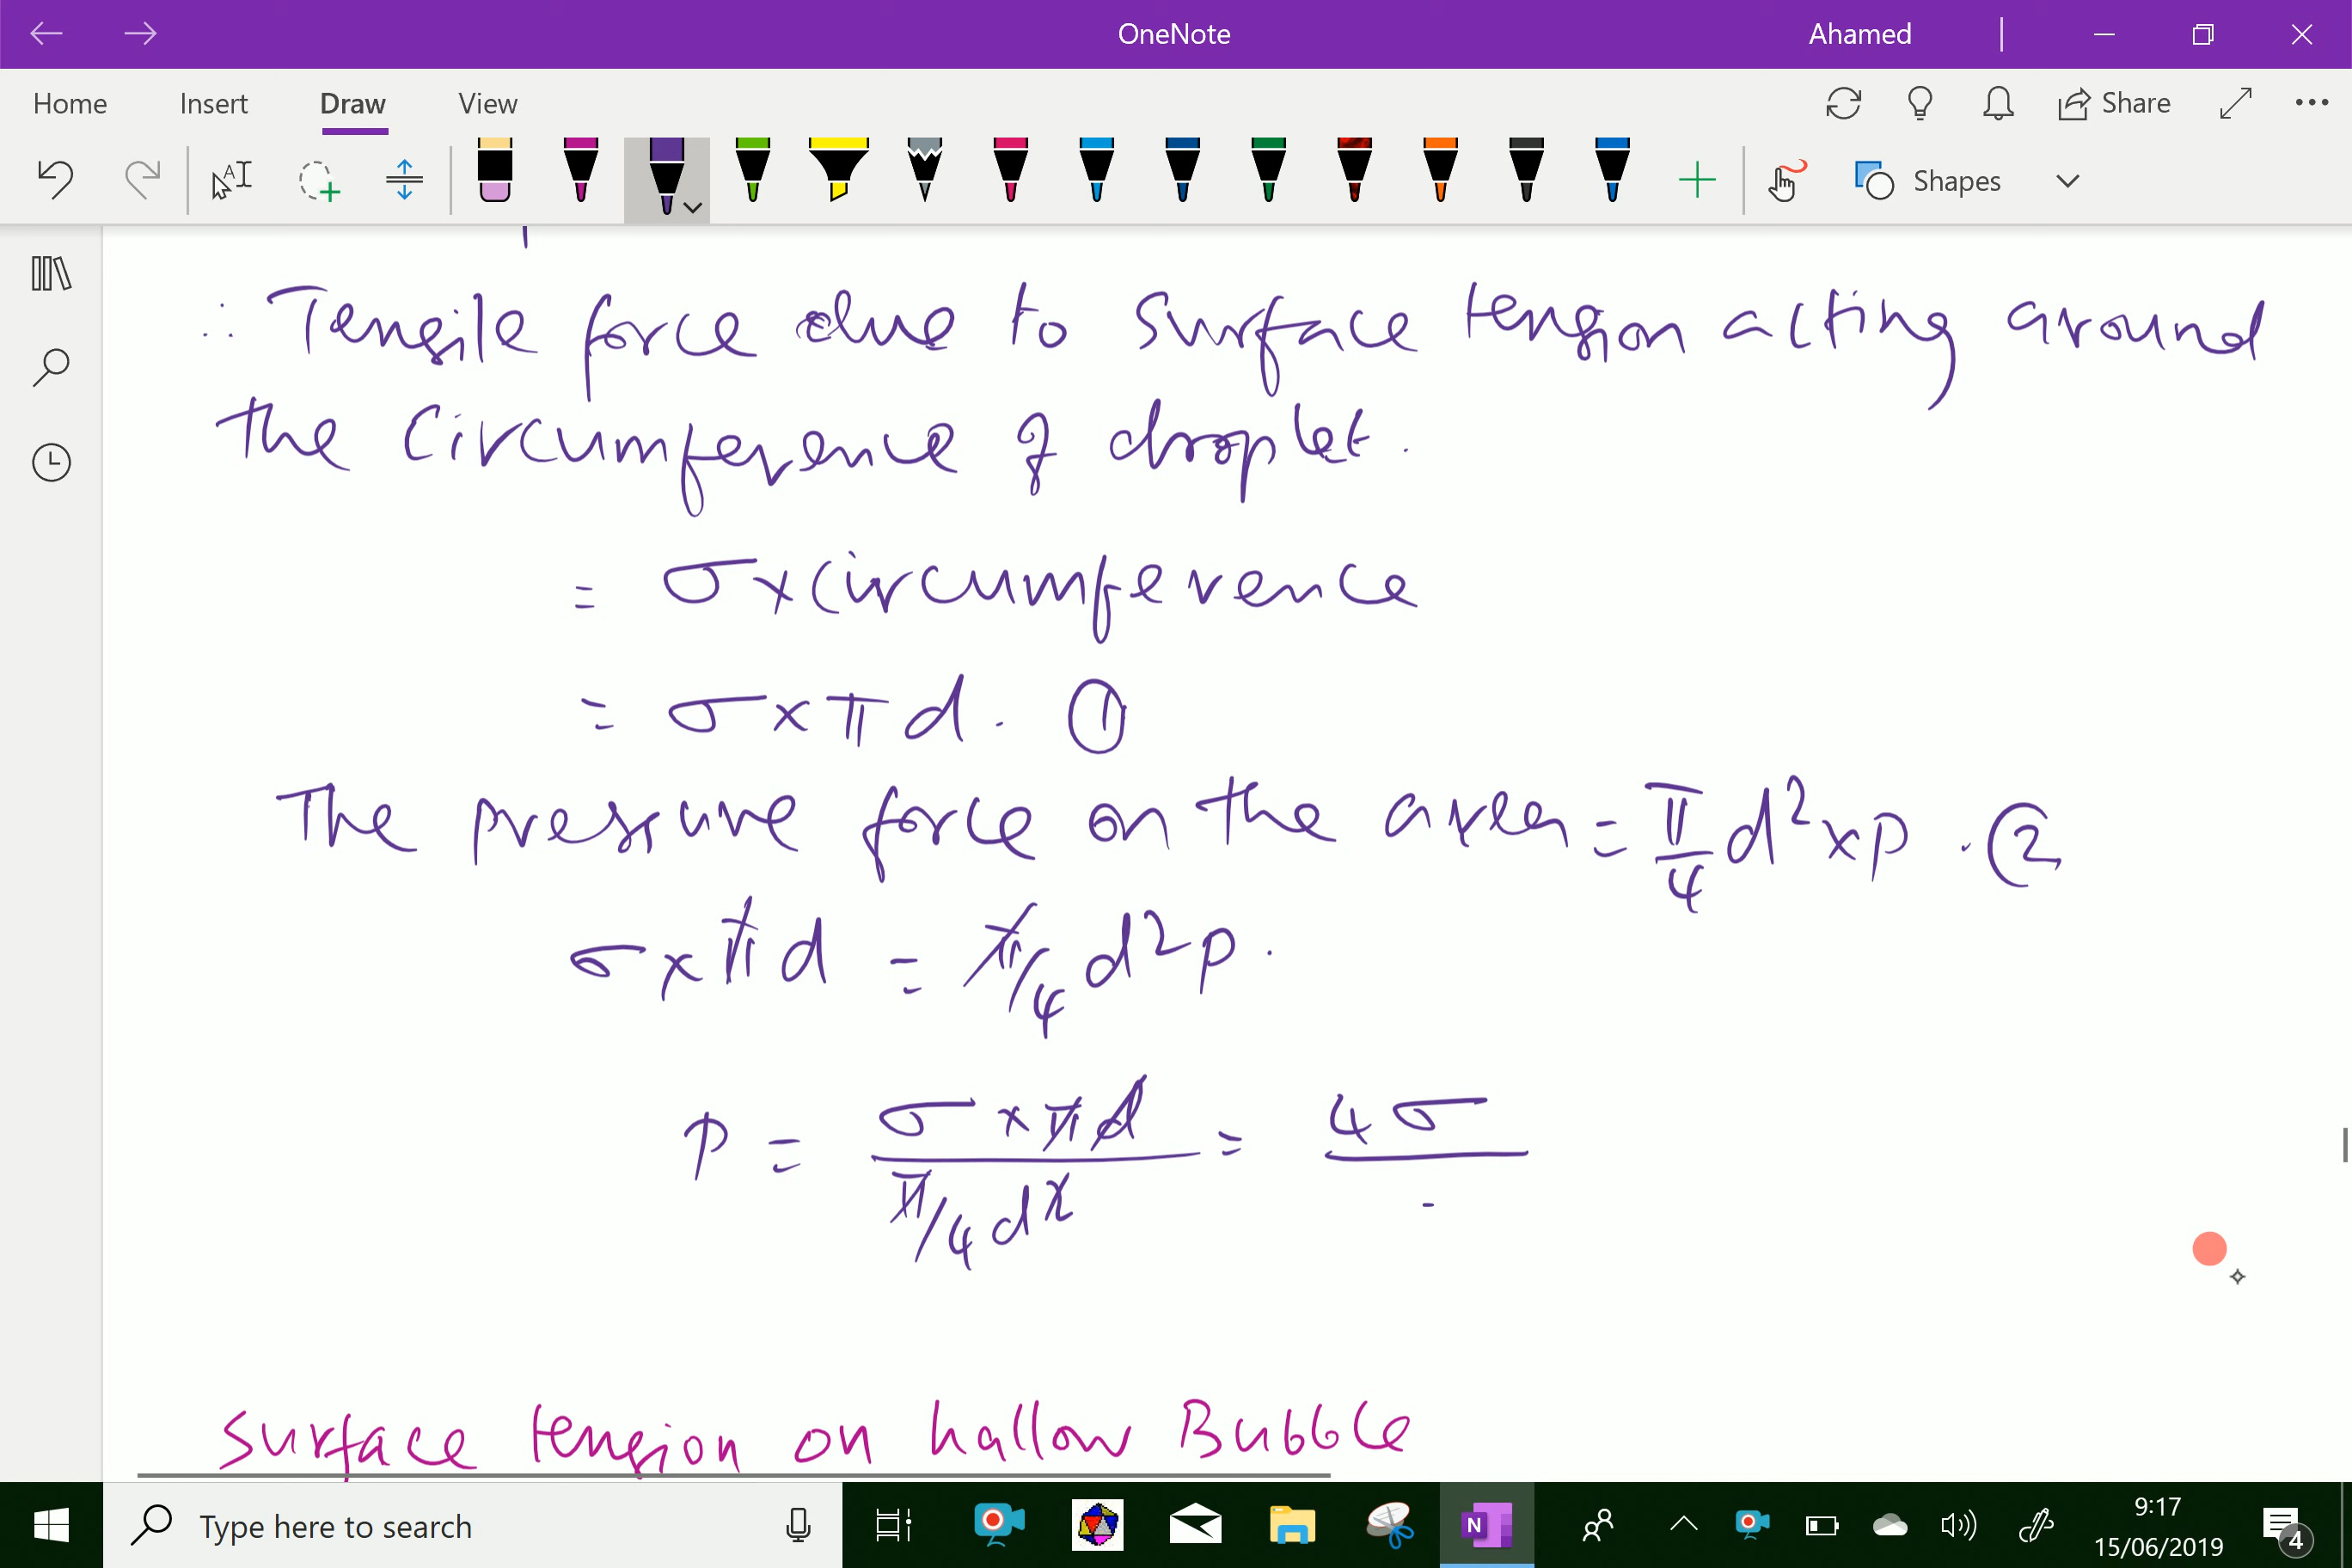 OneNote
Ahamed
Home Insert Draw View
Share
Shapes
∴ Tensile force due to surface tension acting around
the circumference of droplet.
= σ x circumference
= σ x π d. ①
The pressure force on the area = π/4 d² x p . (2
σ x π d = π/4 d² p.
p = σ x π d / π/4 d² = 4σ /
surface tension on hallow Bubble
Type here to search
N
9:17
15/06/2019
4